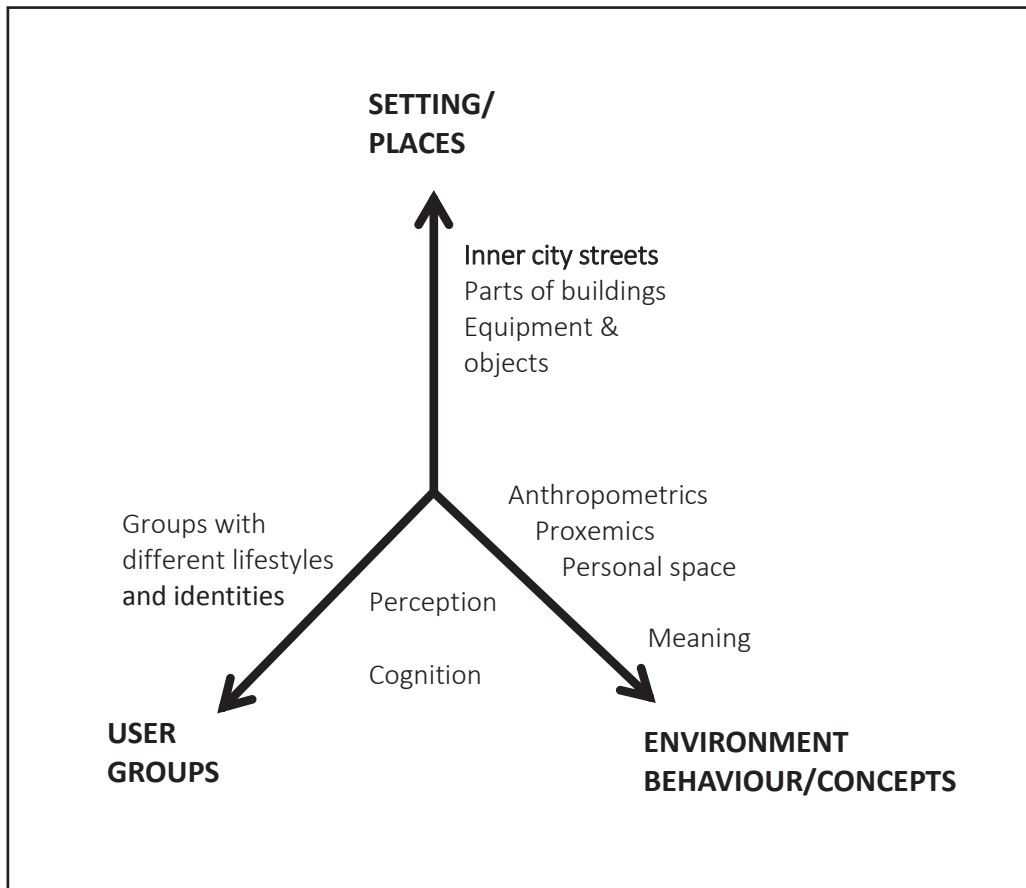 SETTING/
PLACES
Inner city streets
Parts of buildings
Equipment &
objects
Anthropometrics
Proxemics
Personal space
Meaning
Groups with
different lifestyles
and identities
Perception
Cognition
USER
GROUPS
ENVIRONMENT
BEHAVIOUR/CONCEPTS